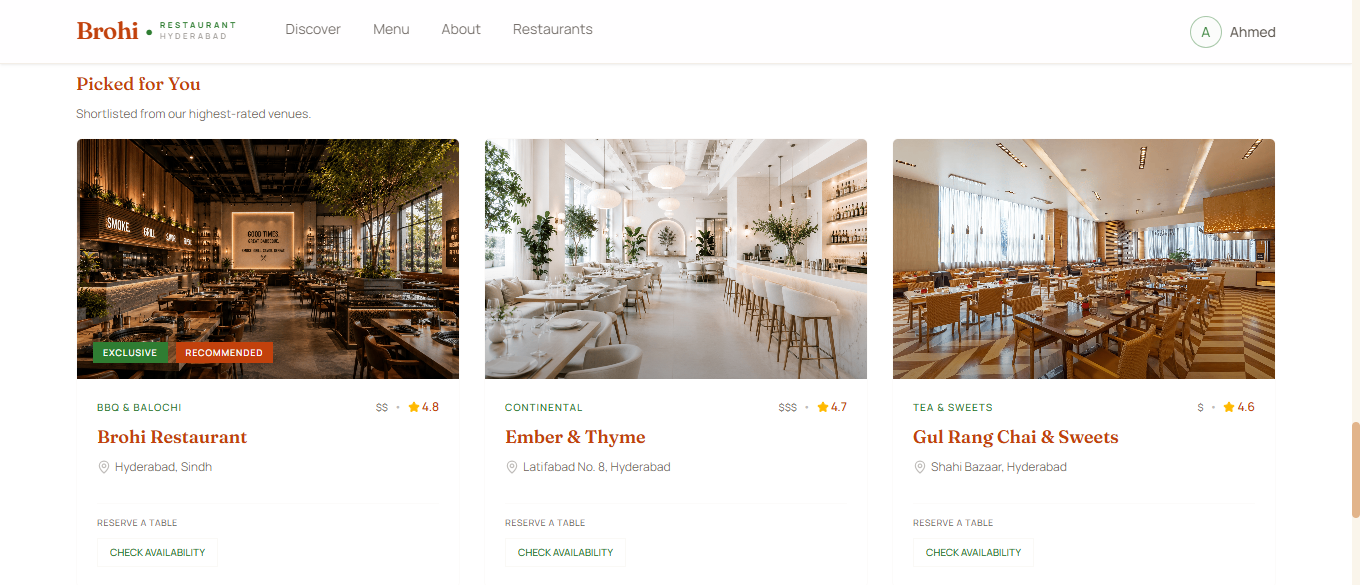 Brohi • RESTAURANT
HYDERABAD
Discover Menu About Restaurants
A Ahmed
Picked for You
Shortlisted from our highest-rated venues.
SMOKE. GRILL
GOOD TIMES.
EXCLUSIVE RECOMMENDED
BBQ & BALOCHI $$ • 4.8
Brohi Restaurant
Hyderabad, Sindh
RESERVE A TABLE
CHECK AVAILABILITY
CONTINENTAL $$$ • 4.7
Ember & Thyme
Latifabad No. 8, Hyderabad
RESERVE A TABLE
CHECK AVAILABILITY
TEA & SWEETS $ • 4.6
Gul Rang Chai & Sweets
Shahi Bazaar, Hyderabad
RESERVE A TABLE
CHECK AVAILABILITY